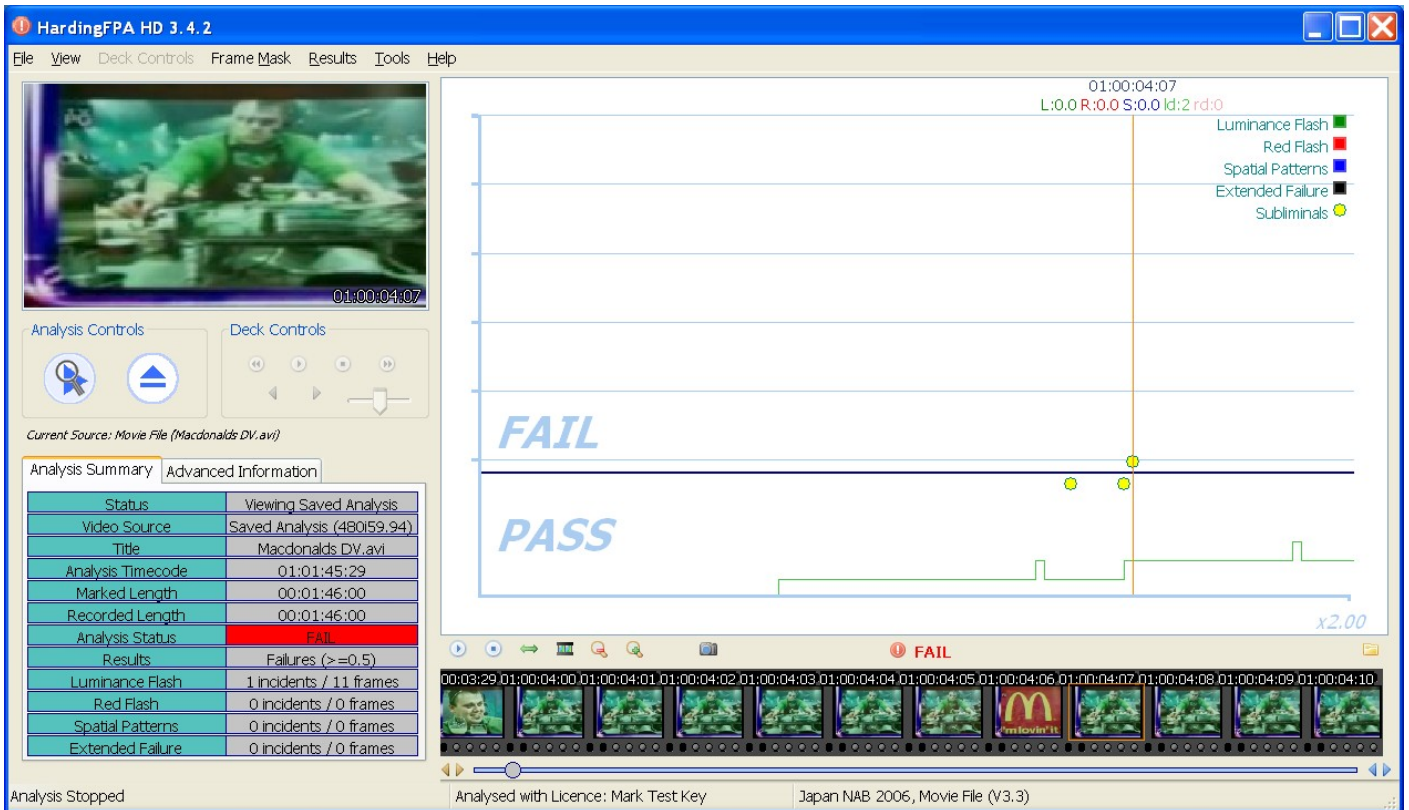 HardingFPA HD 3.4.2
File View Deck Controls Frame Mask Results Tools Help
PG
01:00:04:07
Analysis Controls
Deck Controls
Current Source: Movie File (Macdonalds DV.avi)
Analysis Summary Advanced Information
Status Viewing Saved Analysis
Video Source Saved Analysis (480i59.94)
Title Macdonalds DV.avi
Analysis Timecode 01:01:45:29
Marked Length 00:01:46:00
Recorded Length 00:01:46:00
Analysis Status FAIL
Results Failures (>=0.5)
Luminance Flash 1 incidents / 11 frames
Red Flash 0 incidents / 0 frames
Spatial Patterns 0 incidents / 0 frames
Extended Failure 0 incidents / 0 frames
01:00:04:07
L:0.0 R:0.0 S:0.0 ld:2 rd:0
Luminance Flash
Red Flash
Spatial Patterns
Extended Failure
Subliminals
FAIL
PASS
x2.00
FAIL
00:03:29 01:00:04:00 01:00:04:01 01:00:04:02 01:00:04:03 01:00:04:04 01:00:04:05 01:00:04:06 01:00:04:07 01:00:04:08 01:00:04:09 01:00:04:10
i'm lovin' it
Analysis Stopped
Analysed with Licence: Mark Test Key
Japan NAB 2006, Movie File (V3.3)